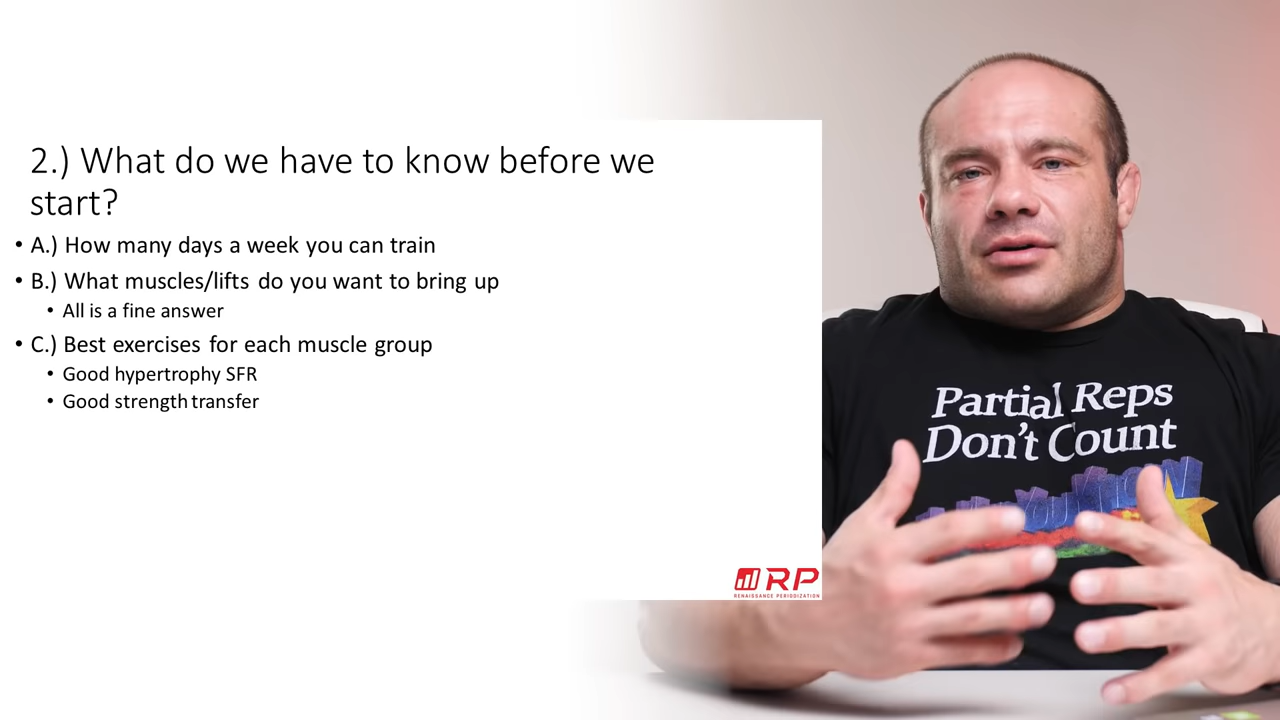 2.) What do we have to know before we
start?
• A.) How many days a week you can train
• B.) What muscles/lifts do you want to bring up
• All is a fine answer
• C.) Best exercises for each muscle group
• Good hypertrophy SFR
• Good strength transfer
RP
RENAISSANCE PERIODIZATION
Partial Reps
Don't Count
You Know